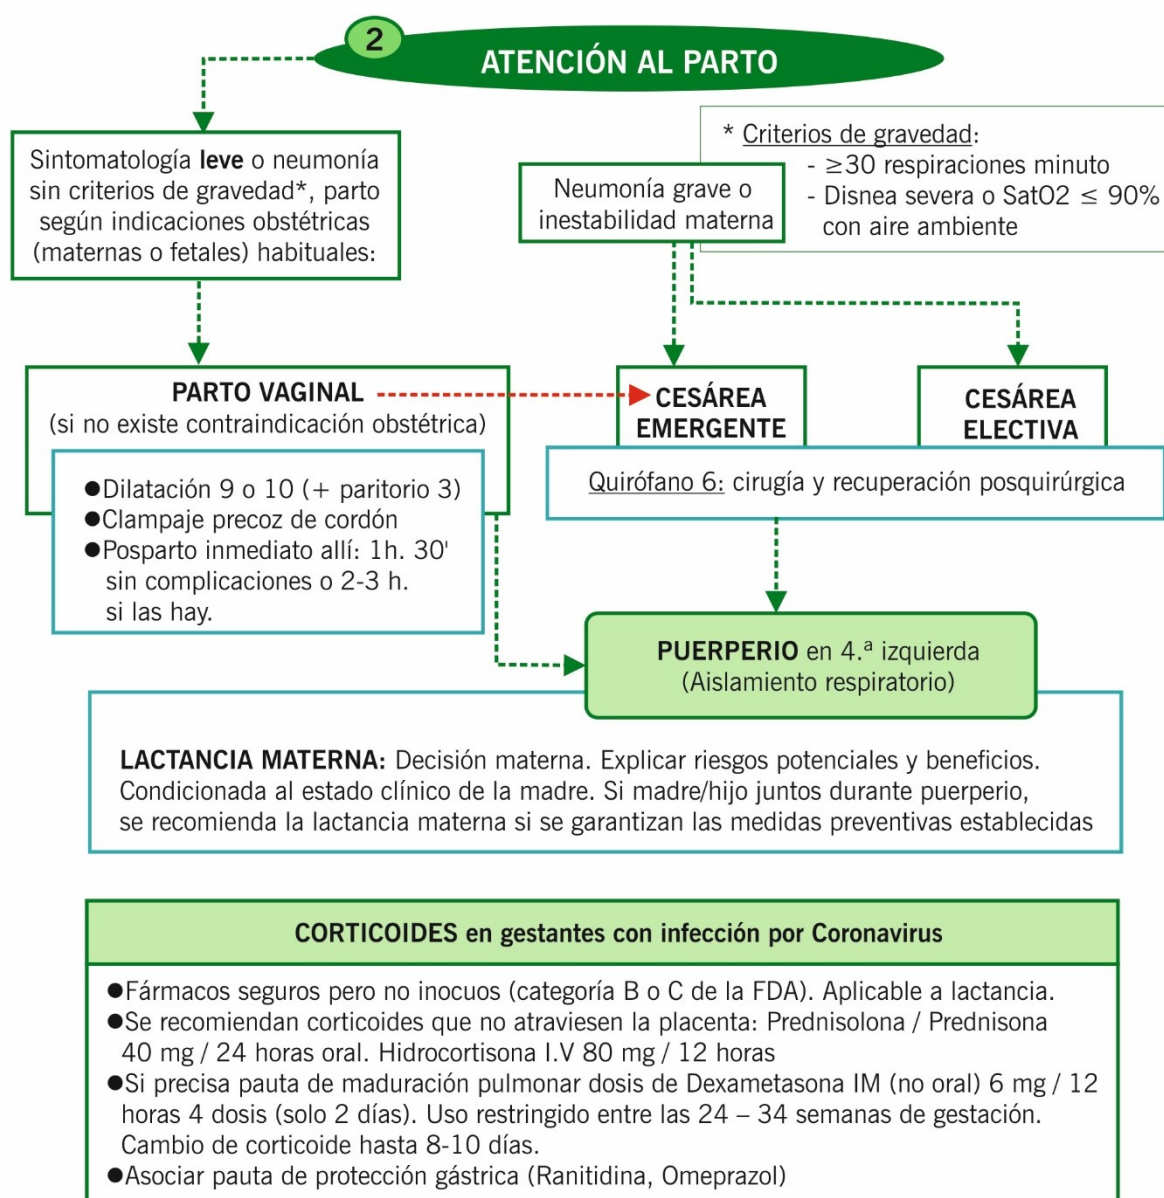 2
ATENCIÓN AL PARTO
Sintomatología leve o neumonía
sin criterios de gravedad*, parto
según indicaciones obstétricas
(maternas o fetales) habituales:
* Criterios de gravedad:
- ≥30 respiraciones minuto
- Disnea severa o SatO2 ≤ 90%
con aire ambiente
Neumonía grave o
inestabilidad materna
PARTO VAGINAL
(si no existe contraindicación obstétrica)
●Dilatación 9 o 10 (+ paritorio 3)
●Clampaje precoz de cordón
●Posparto inmediato allí: 1h. 30'
sin complicaciones o 2-3 h.
si las hay.
CESÁREA
EMERGENTE
CESÁREA
ELECTIVA
Quirófano 6: cirugía y recuperación posquirúrgica
PUERPERIO en 4.ª izquierda
(Aislamiento respiratorio)
LACTANCIA MATERNA: Decisión materna. Explicar riesgos potenciales y beneficios.
Condicionada al estado clínico de la madre. Si madre/hijo juntos durante puerperio,
se recomienda la lactancia materna si se garantizan las medidas preventivas establecidas
CORTICOIDES en gestantes con infección por Coronavirus
●Fármacos seguros pero no inocuos (categoría B o C de la FDA). Aplicable a lactancia.
●Se recomiendan corticoides que no atraviesen la placenta: Prednisolona / Prednisona
40 mg / 24 horas oral. Hidrocortisona I.V 80 mg / 12 horas
●Si precisa pauta de maduración pulmonar dosis de Dexametasona IM (no oral) 6 mg / 12
horas 4 dosis (solo 2 días). Uso restringido entre las 24 – 34 semanas de gestación.
Cambio de corticoide hasta 8-10 días.
●Asociar pauta de protección gástrica (Ranitidina, Omeprazol)